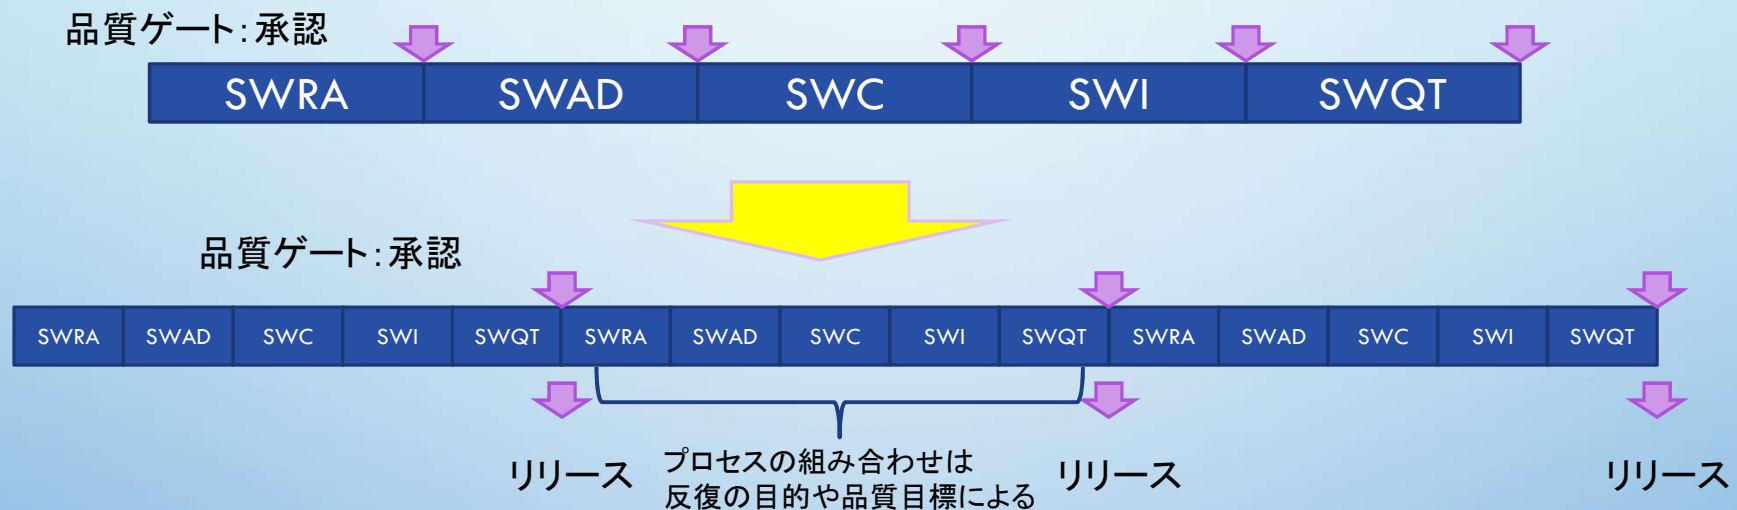 品質ゲート：承認
SWRA SWAD SWC SWI SWQT
品質ゲート：承認
SWRA SWAD SWC SWI SWQT SWRA SWAD SWC SWI SWQT SWRA SWAD SWC SWI SWQT
リリース
プロセスの組み合わせは
反復の目的や品質目標による
リリース
リリース